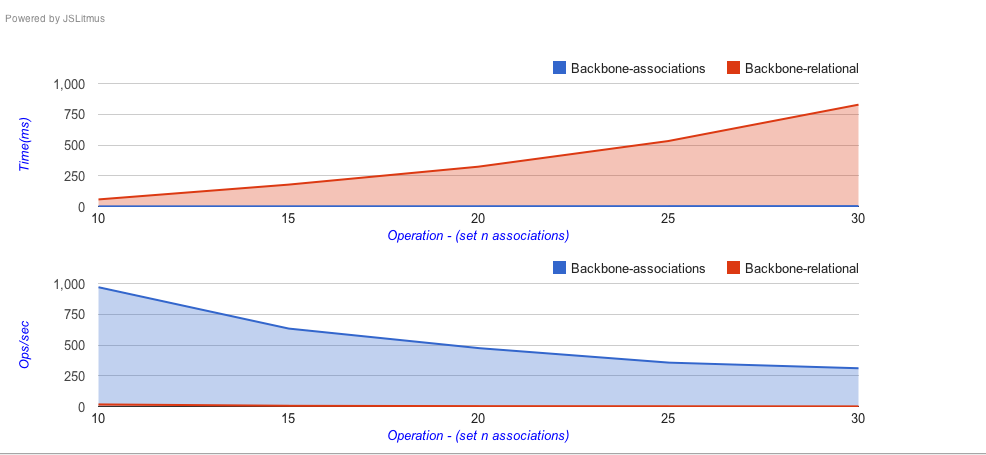 Powered by JSLitmus
Backbone-associations Backbone-relational
1,000
750
500
250
0
Time(ms)
10 15 20 25 30
Operation - (set n associations)
Backbone-associations Backbone-relational
1,000
750
500
250
0
Ops/sec
10 15 20 25 30
Operation - (set n associations)